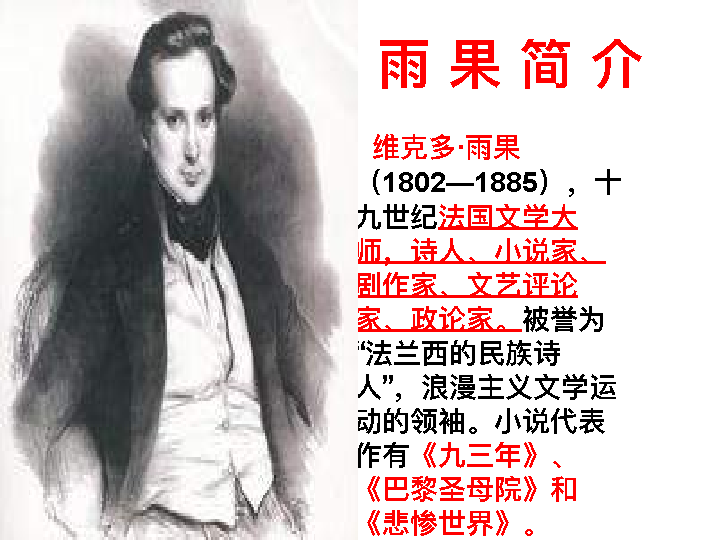 雨果简介
维克多·雨果
（1802—1885），十
九世纪法国文学大
师，诗人、小说家、
剧作家、文艺评论
家、政论家。被誉为
“法兰西的民族诗
人”，浪漫主义文学运
动的领袖。小说代表
作有《九三年》、
《巴黎圣母院》和
《悲惨世界》。